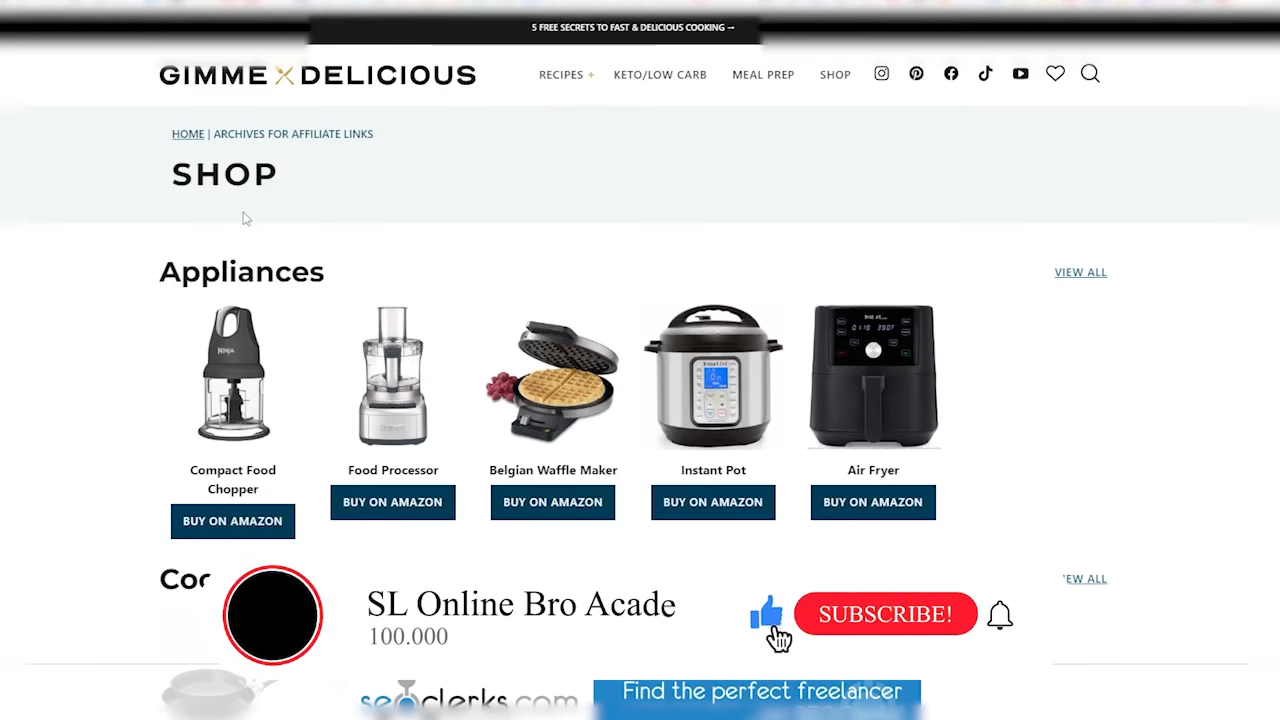 5 FREE SECRETS TO FAST & DELICIOUS COOKING →
GIMME DELICIOUS
RECIPES +
KETO/LOW CARB
MEAL PREP
SHOP
HOME | ARCHIVES FOR AFFILIATE LINKS
SHOP
Appliances
VIEW ALL
NINJA
Compact Food
Chopper
BUY ON AMAZON
Food Processor
BUY ON AMAZON
Belgian Waffle Maker
BUY ON AMAZON
Instant Pot
BUY ON AMAZON
Air Fryer
BUY ON AMAZON
SL Online Bro Acade
100.000
SUBSCRIBE!
seoclerks.com
Find the perfect freelancer